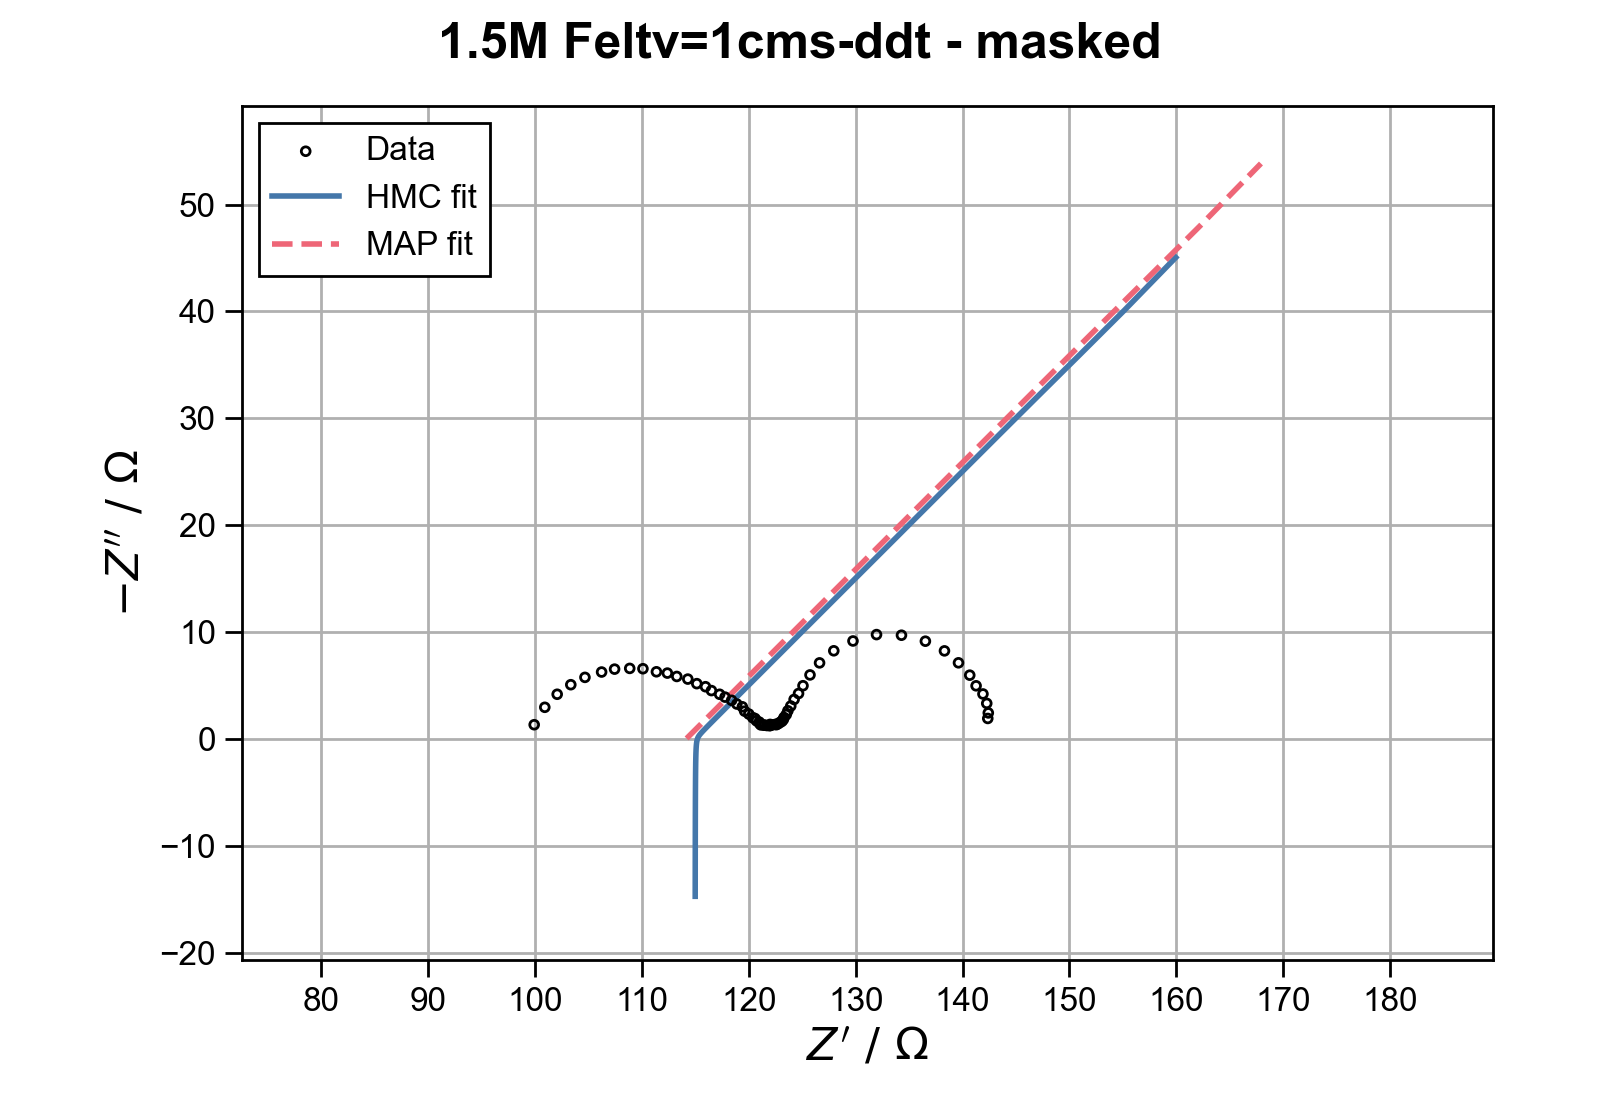 1.5M Feltv=1cms-ddt - masked
Data
HMC fit
MAP fit
50
40
30
20
10
0
−10
−20
−Z′′ / Ω
80 90 100 110 120 130 140 150 160 170 180
Z′ / Ω